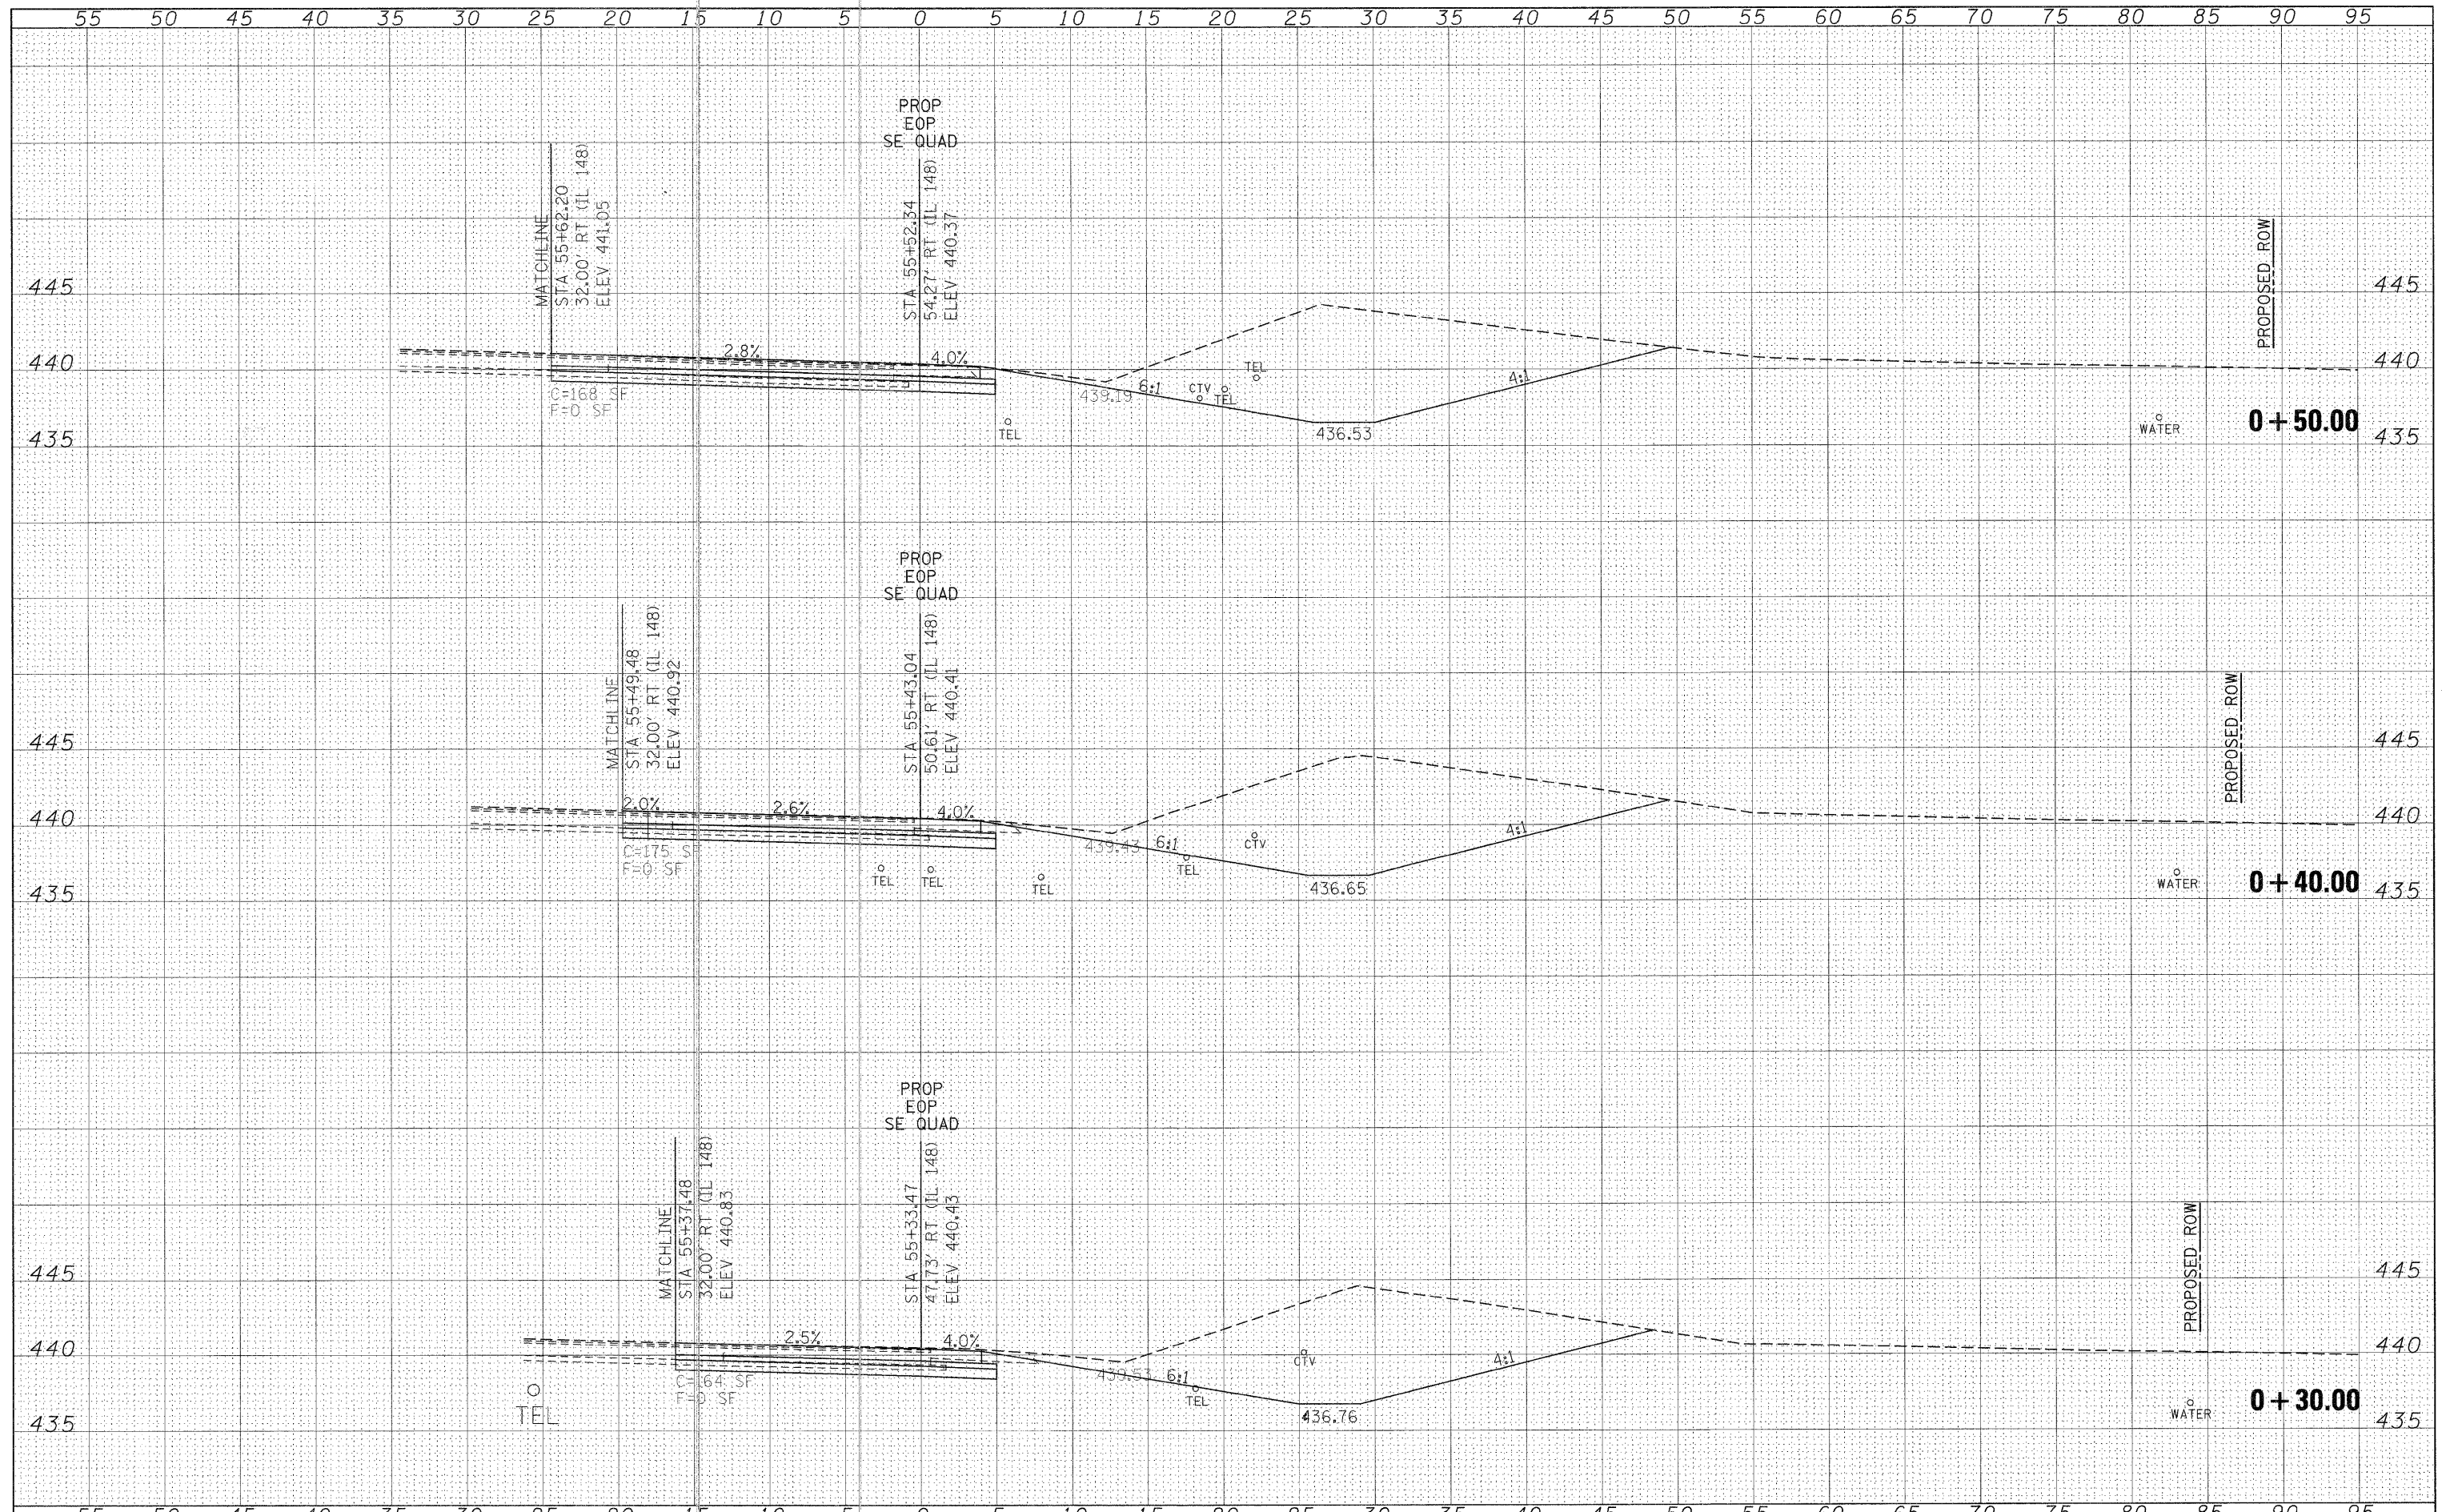 55 50 45 40 35 30 25 20 15 10 5 0 5 10 15 20 25 30 35 40 45 50 55 60 65 70 75 80 85 90 95
PROP
EOP
SE QUAD
MATCHLINE
STA 55+62.20
32.00' RT (IL 148)
ELEV 441.05
STA 55+52.34
54.27' RT (IL 148)
ELEV 440.37
PROPOSED ROW
445 445
2.8% 4.0%
440 440
TEL
C=168 SF
F=0 SF
439.19 6:1 CTV TEL 4:1
TEL
436.53
WATER
0+50.00
435 435
PROP
EOP
SE QUAD
MATCHLINE
STA 55+49.48
32.00' RT (IL 148)
ELEV 440.92
STA 55+43.04
50.61' RT (IL 148)
ELEV 440.41
PROPOSED ROW
445 445
2.0% 2.6% 4.0%
440 440
C=175 SF
F=0 SF
439.43 6:1 CTV 4:1
TEL
TEL TEL TEL
436.65
WATER
0+40.00
435 435
PROP
EOP
SE QUAD
MATCHLINE
STA 55+37.48
32.00' RT (IL 148)
ELEV 440.83
STA 55+33.47
47.73' RT (IL 148)
ELEV 440.43
PROPOSED ROW
445 445
2.5% 4.0%
440 440
CTV
C=164 SF
F=0 SF
439.53 6:1 4:1
TEL
TEL
436.76
WATER
0+30.00
435 435
55 50 45 40 35 30 25 20 15 10 5 0 5 10 15 20 25 30 35 40 45 50 55 60 65 70 75 80 85 90 95